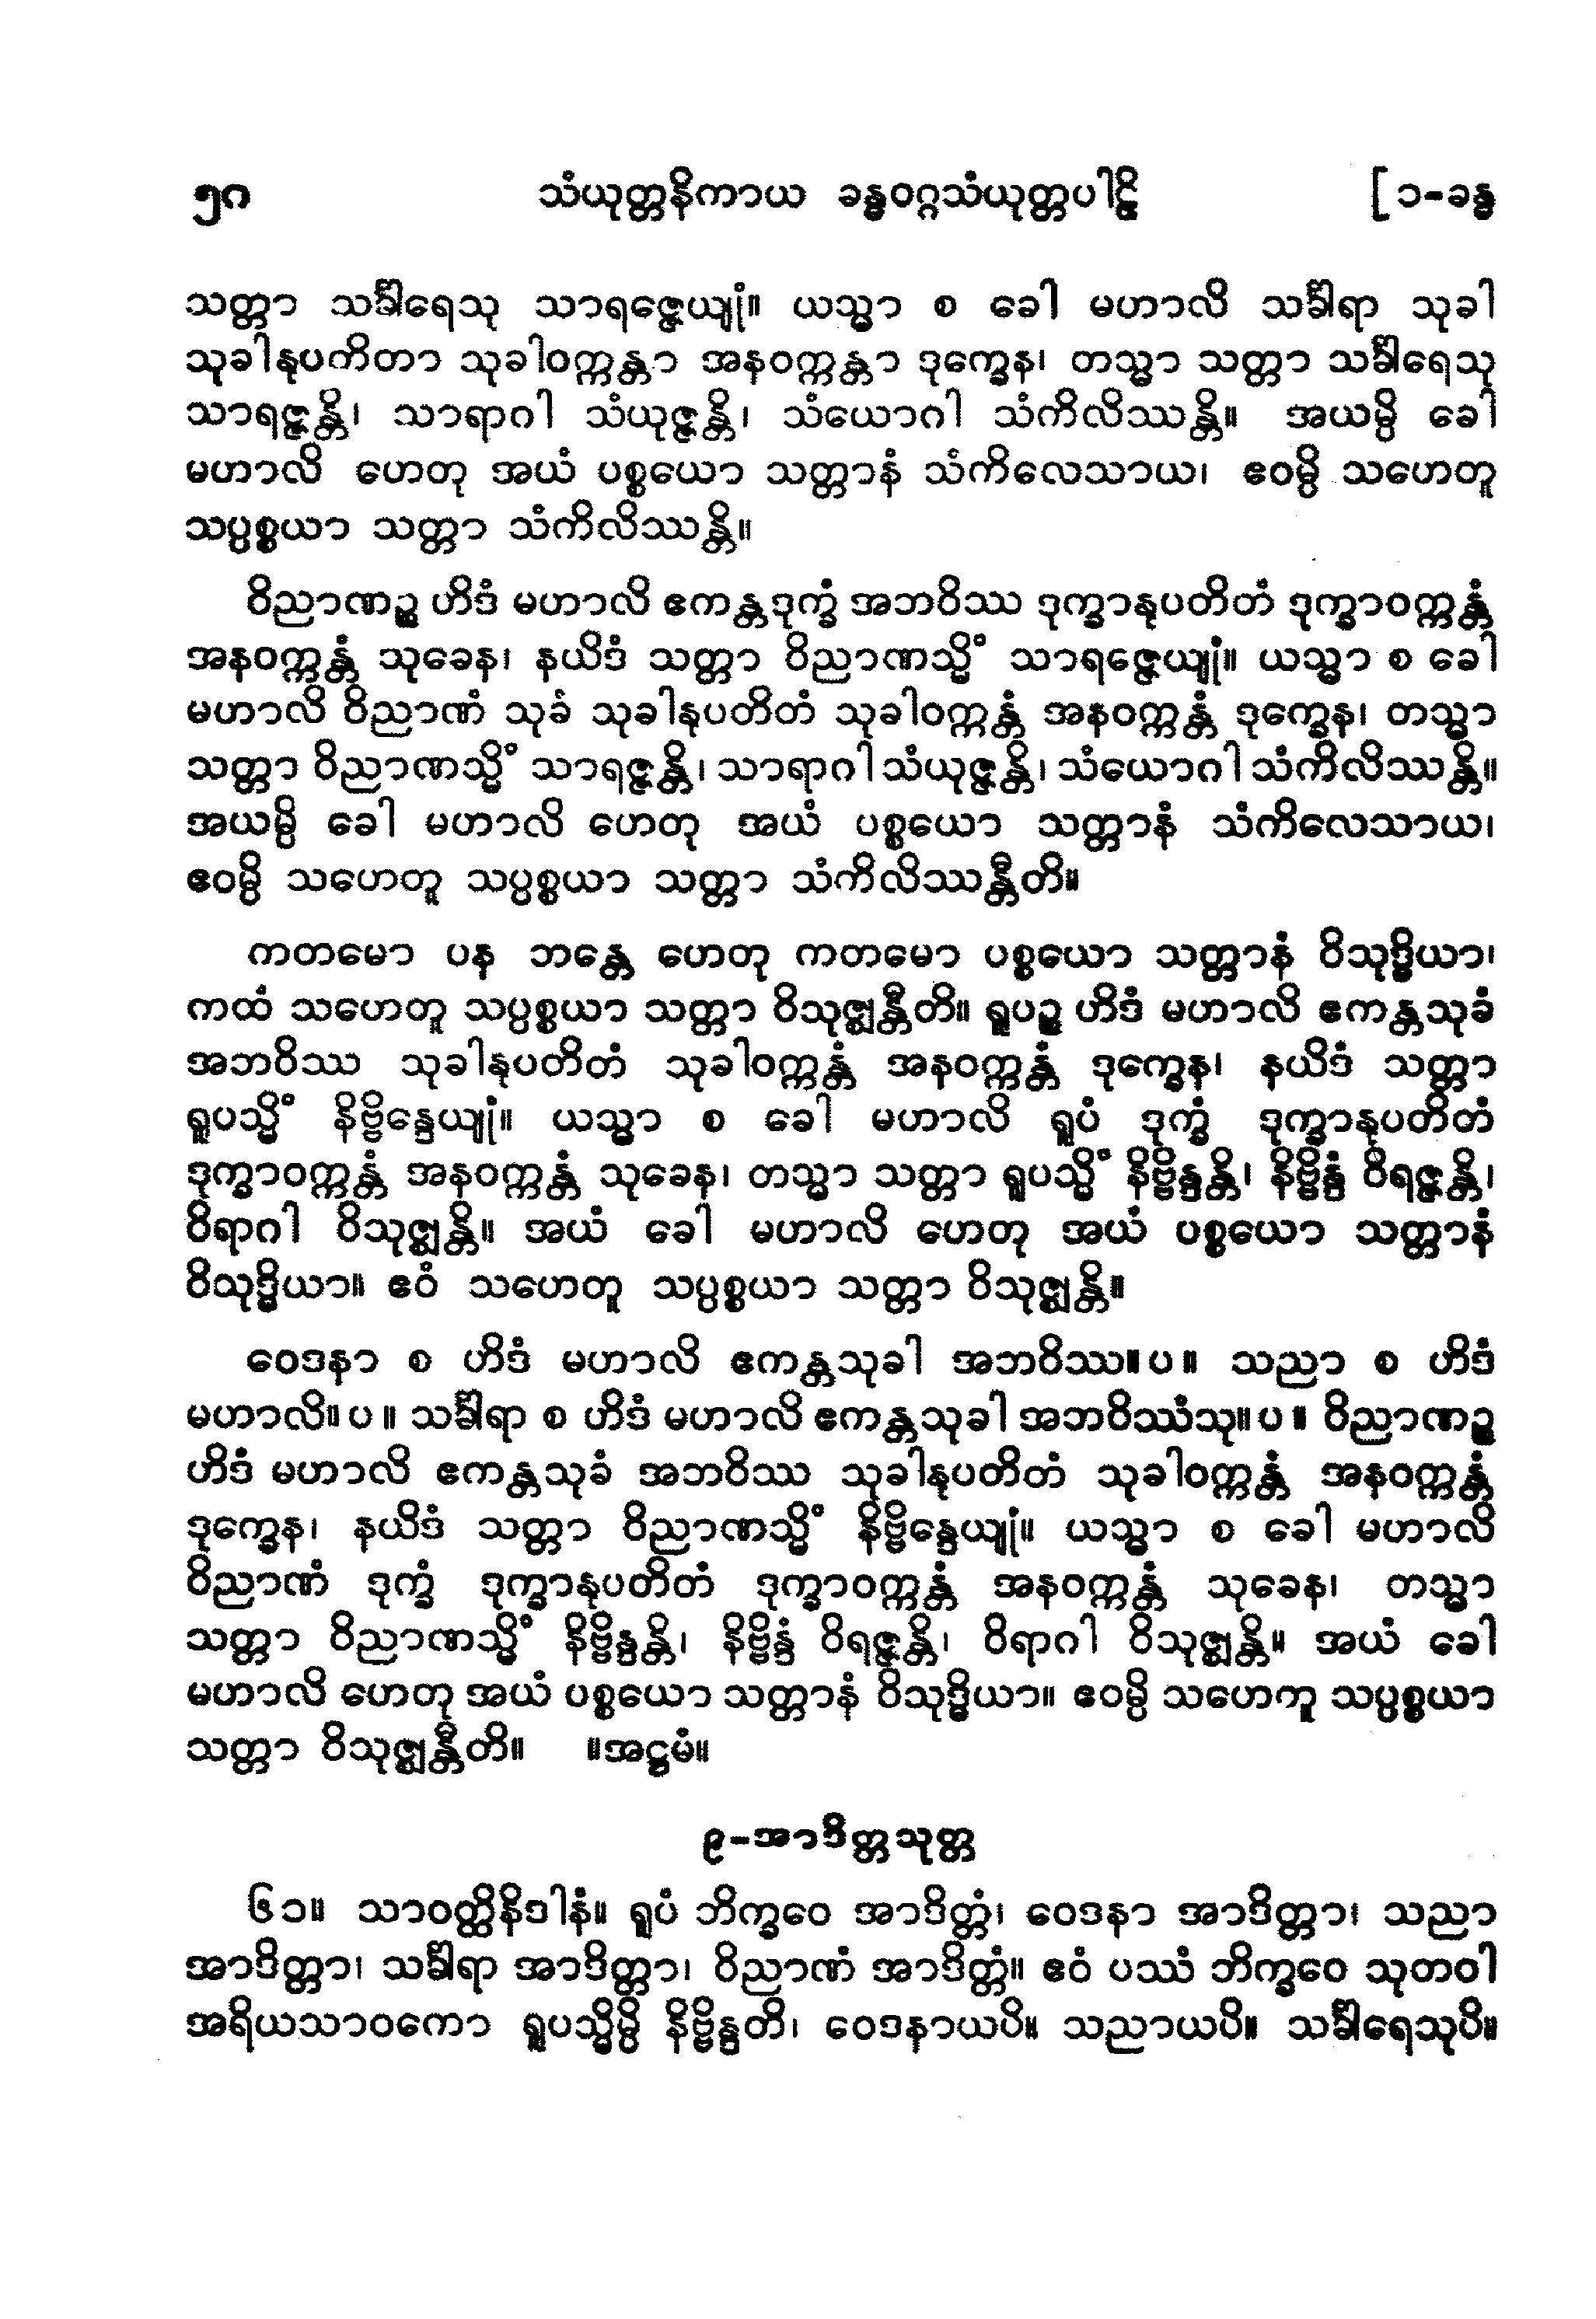 ၅၈ သံယုတ္တနိကာယ ခန္ဓဝဂ္ဂသံယုတ္တပါဠိ [၁-ခန္ဓ
သတ္တာ သင်္ခါရေသု သာရဇ္ဇေယျုံ။ ယသ္မာ စ ခေါ မဟာလိ သင်္ခါရာ သုခါ
သုခါနုပတိတာ သုခါဝက္ကန္တာ အနဝက္ကန္တာ ဒုက္ခေန၊ တသ္မာ သတ္တာ သင်္ခါရေသု
သာရဇ္ဇန္တိ၊ သာရာဂါ သံယုဇ္ဇန္တိ၊ သံယောဂါ သံကိလိဿန္တိ။ အယမ္ပိ ခေါ
မဟာလိ ဟေတု အယံ ပစ္စယော သတ္တာနံ သံကိလေသာယ၊ ဧဝမ္ပိ သဟေတူ
သပ္ပစ္စယာ သတ္တာ သံကိလိဿန္တိ။
ဝိညာဏဉ္စ ဟိဒံ မဟာလိ ဧကန္တဒုက္ခံ အဘဝိဿ ဒုက္ခာနုပတိတံ ဒုက္ခာဝက္ကန္တံ
အနဝက္ကန္တံ သုခေန၊ နယိဒံ သတ္တာ ဝိညာဏသ္မိံ သာရဇ္ဇေယျုံ။ ယသ္မာ စ ခေါ
မဟာလိ ဝိညာဏံ သုခံ သုခါနုပတိတံ သုခါဝက္ကန္တံ အနဝက္ကန္တံ ဒုက္ခေန၊ တသ္မာ
သတ္တာ ဝိညာဏသ္မိံ သာရဇ္ဇန္တိ၊ သာရာဂါ သံယုဇ္ဇန္တိ၊ သံယောဂါ သံကိလိဿန္တိ။
အယမ္ပိ ခေါ မဟာလိ ဟေတု အယံ ပစ္စယော သတ္တာနံ သံကိလေသာယ၊
ဧဝမ္ပိ သဟေတူ သပ္ပစ္စယာ သတ္တာ သံကိလိဿန္တီတိ။
ကတမော ပန ဘန္တေ ဟေတု ကတမော ပစ္စယော သတ္တာနံ ဝိသုဒ္ဓိယာ၊
ကထံ သဟေတူ သပ္ပစ္စယာ သတ္တာ ဝိသုဇ္ဈန္တီတိ။ ရူပဉ္စ ဟိဒံ မဟာလိ ဧကန္တသုခံ
အဘဝိဿ သုခါနုပတိတံ သုခါဝက္ကန္တံ အနဝက္ကန္တံ ဒုက္ခေန၊ နယိဒံ သတ္တာ
ရူပသ္မိံ နိဗ္ဗိန္ဒေယျုံ။ ယသ္မာ စ ခေါ မဟာလိ ရူပံ ဒုက္ခံ ဒုက္ခာနုပတိတံ
ဒုက္ခာဝက္ကန္တံ အနဝက္ကန္တံ သုခေန၊ တသ္မာ သတ္တာ ရူပသ္မိံ နိဗ္ဗိန္ဒန္တိ၊ နိဗ္ဗိန္ဒံ ဝိရဇ္ဇန္တိ၊
ဝိရာဂါ ဝိသုဇ္ဈန္တိ။ အယံ ခေါ မဟာလိ ဟေတု အယံ ပစ္စယော သတ္တာနံ
ဝိသုဒ္ဓိယာ။ ဧဝံ သဟေတူ သပ္ပစ္စယာ သတ္တာ ဝိသုဇ္ဈန္တိ။
ဝေဒနာ စ ဟိဒံ မဟာလိ ဧကန္တသုခါ အဘဝိဿ။ပ။ သညာ စ ဟိဒံ
မဟာလိ။ပ။ သင်္ခါရာ စ ဟိဒံ မဟာလိ ဧကန္တသုခါ အဘဝိဿံသု။ပ။ ဝိညာဏဉ္စ
ဟိဒံ မဟာလိ ဧကန္တသုခံ အဘဝိဿ သုခါနုပတိတံ သုခါဝက္ကန္တံ အနဝက္ကန္တံ
ဒုက္ခေန၊ နယိဒံ သတ္တာ ဝိညာဏသ္မိံ နိဗ္ဗိန္ဒေယျုံ။ ယသ္မာ စ ခေါ မဟာလိ
ဝိညာဏံ ဒုက္ခံ ဒုက္ခာနုပတိတံ ဒုက္ခာဝက္ကန္တံ အနဝက္ကန္တံ သုခေန၊ တသ္မာ
သတ္တာ ဝိညာဏသ္မိံ နိဗ္ဗိန္ဒန္တိ၊ နိဗ္ဗိန္ဒံ ဝိရဇ္ဇန္တိ၊ ဝိရာဂါ ဝိသုဇ္ဈန္တိ။ အယံ ခေါ
မဟာလိ ဟေတု အယံ ပစ္စယော သတ္တာနံ ဝိသုဒ္ဓိယာ။ ဧဝမ္ပိ သဟေတူ သပ္ပစ္စယာ
သတ္တာ ဝိသုဇ္ဈန္တီတိ။ ။အဋ္ဌမံ။
၉-အာဒိတ္တသုတ္တ
၆၁။ သာဝတ္ထိနိဒါနံ။ ရူပံ ဘိက္ခဝေ အာဒိတ္တံ၊ ဝေဒနာ အာဒိတ္တာ၊ သညာ
အာဒိတ္တာ၊ သင်္ခါရာ အာဒိတ္တာ၊ ဝိညာဏံ အာဒိတ္တံ။ ဧဝံ ပဿံ ဘိက္ခဝေ သုတဝါ
အရိယသာဝကော ရူပသ္မိမ္ပိ နိဗ္ဗိန္ဒတိ၊ ဝေဒနာယပိ။ သညာယပိ။ သင်္ခါရေသုပိ။